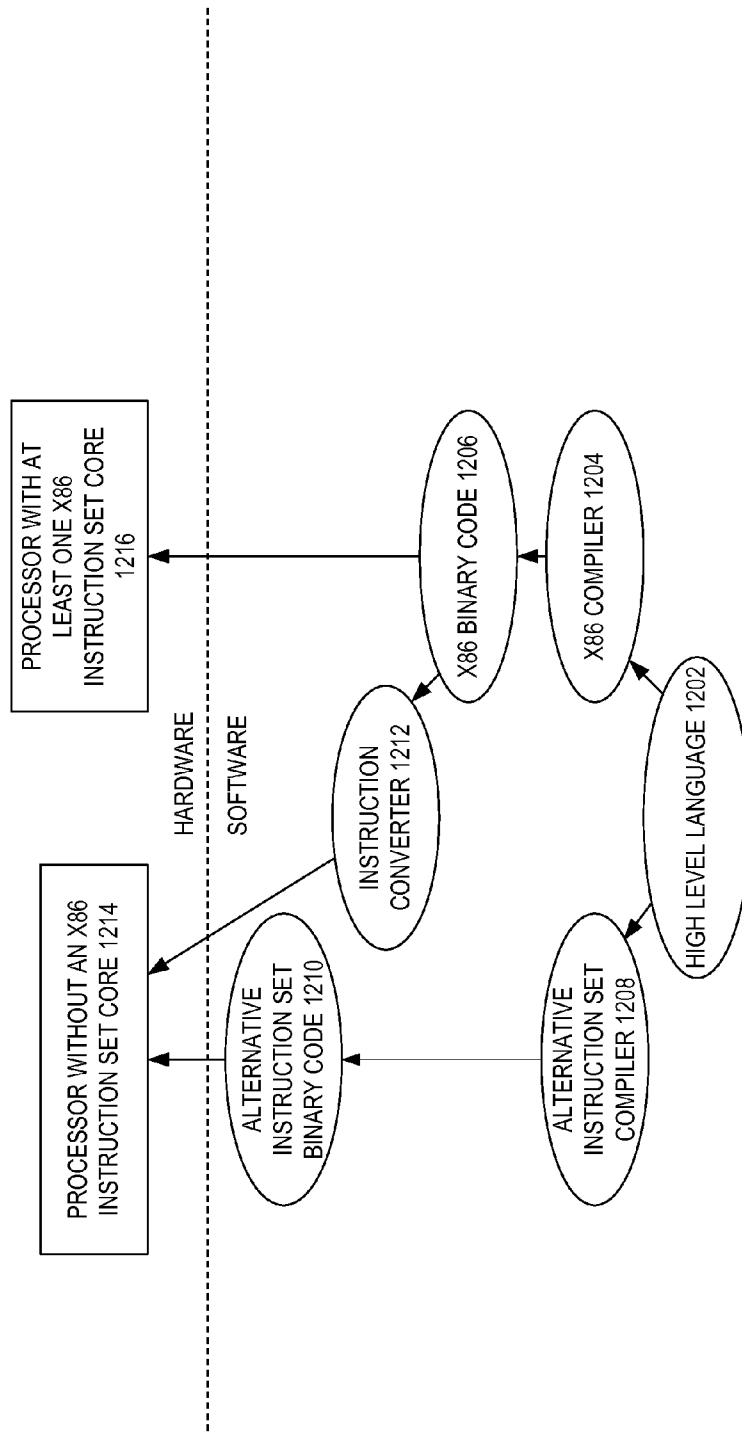 PROCESSOR WITHOUT AN X86
INSTRUCTION SET CORE 1214
PROCESSOR WITH AT
LEAST ONE X86
INSTRUCTION SET CORE
1216
HARDWARE
SOFTWARE
ALTERNATIVE
INSTRUCTION SET
BINARY CODE 1210
INSTRUCTION
CONVERTER 1212
X86 BINARY CODE 1206
ALTERNATIVE
INSTRUCTION SET
COMPILER 1208
X86 COMPILER 1204
HIGH LEVEL LANGUAGE 1202